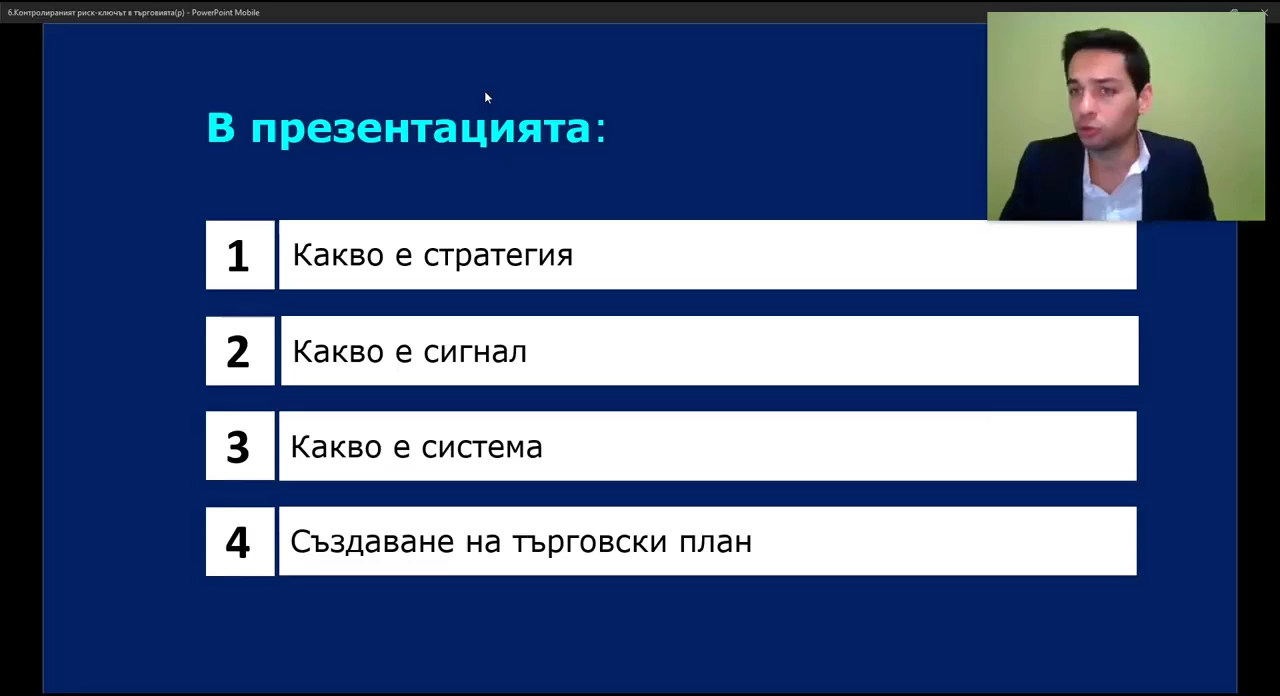 6.Контролираният риск-ключът в търговията(р) - PowerPoint Mobile
В презентацията:
1 Какво е стратегия
2 Какво е сигнал
3 Какво е система
4 Създаване на търговски план